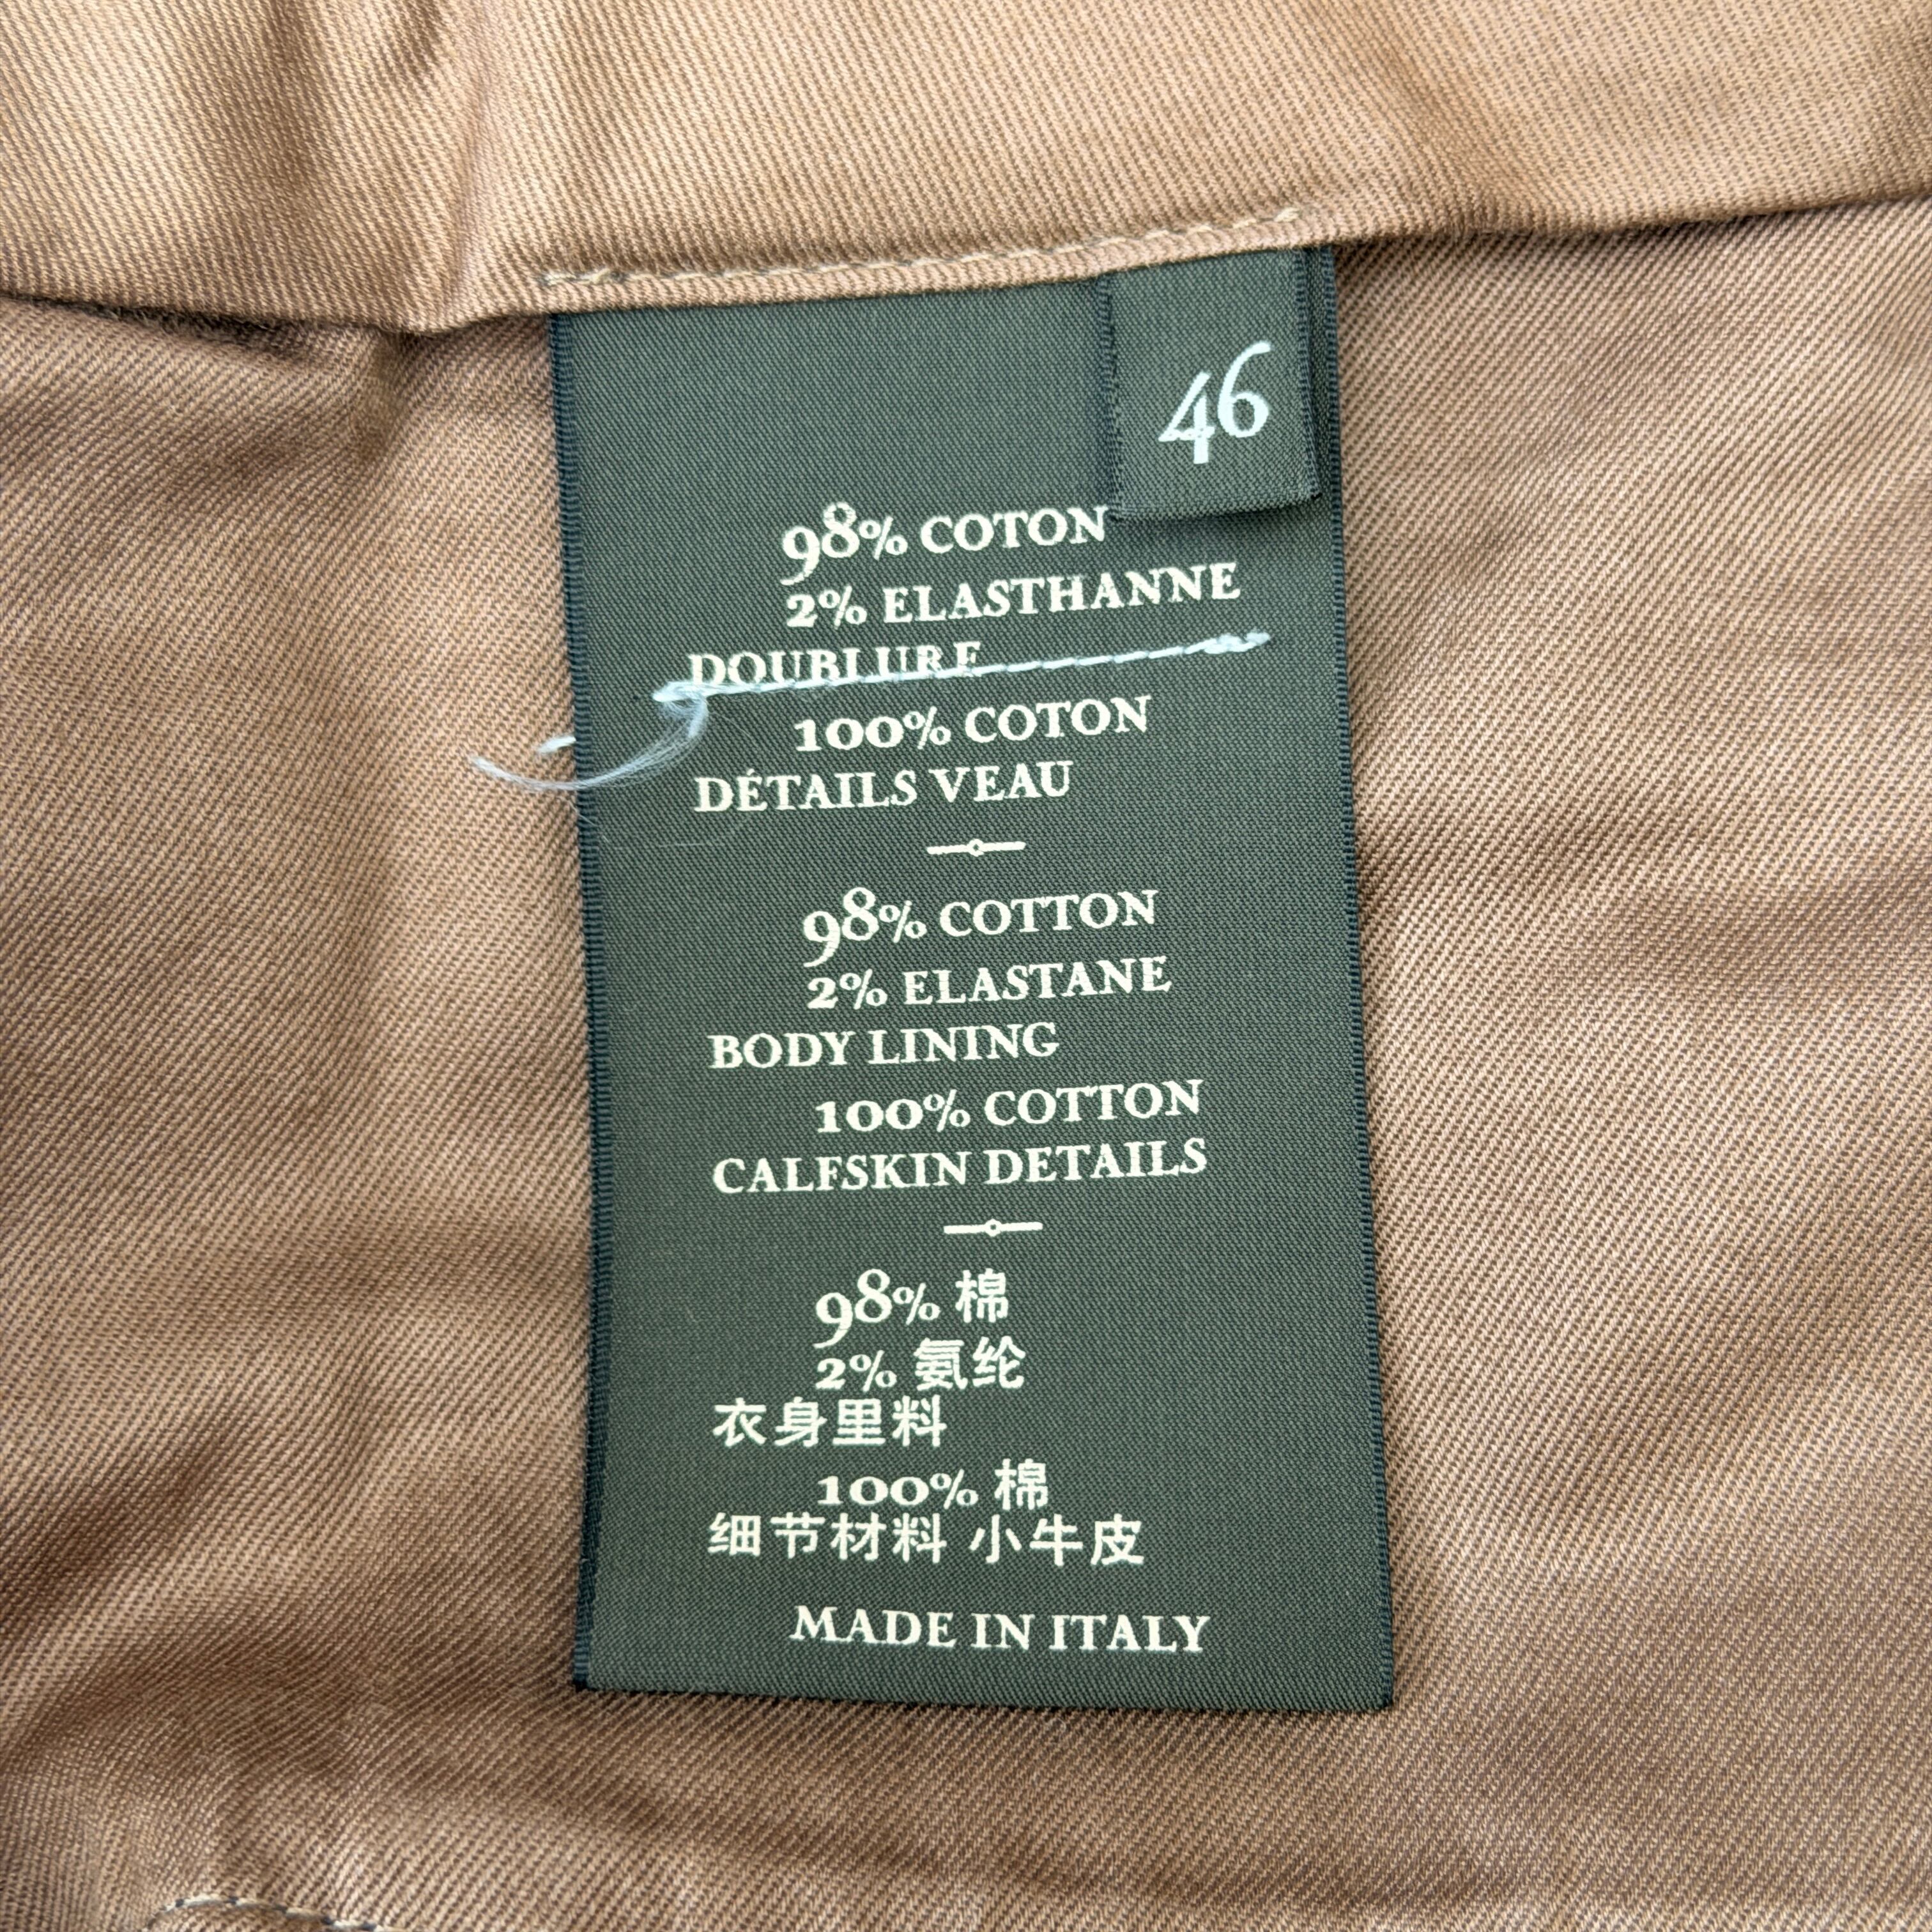 46
98% COTON
2% ELASTHANNE
DOUBLURE
100% COTON
DÉTAILS VEAU
98% COTTON
2% ELASTANE
BODY LINING
100% COTTON
CALFSKIN DETAILS
98% 棉
2% 氨纶
衣身里料
100% 棉
细节材料 小牛皮
MADE IN ITALY